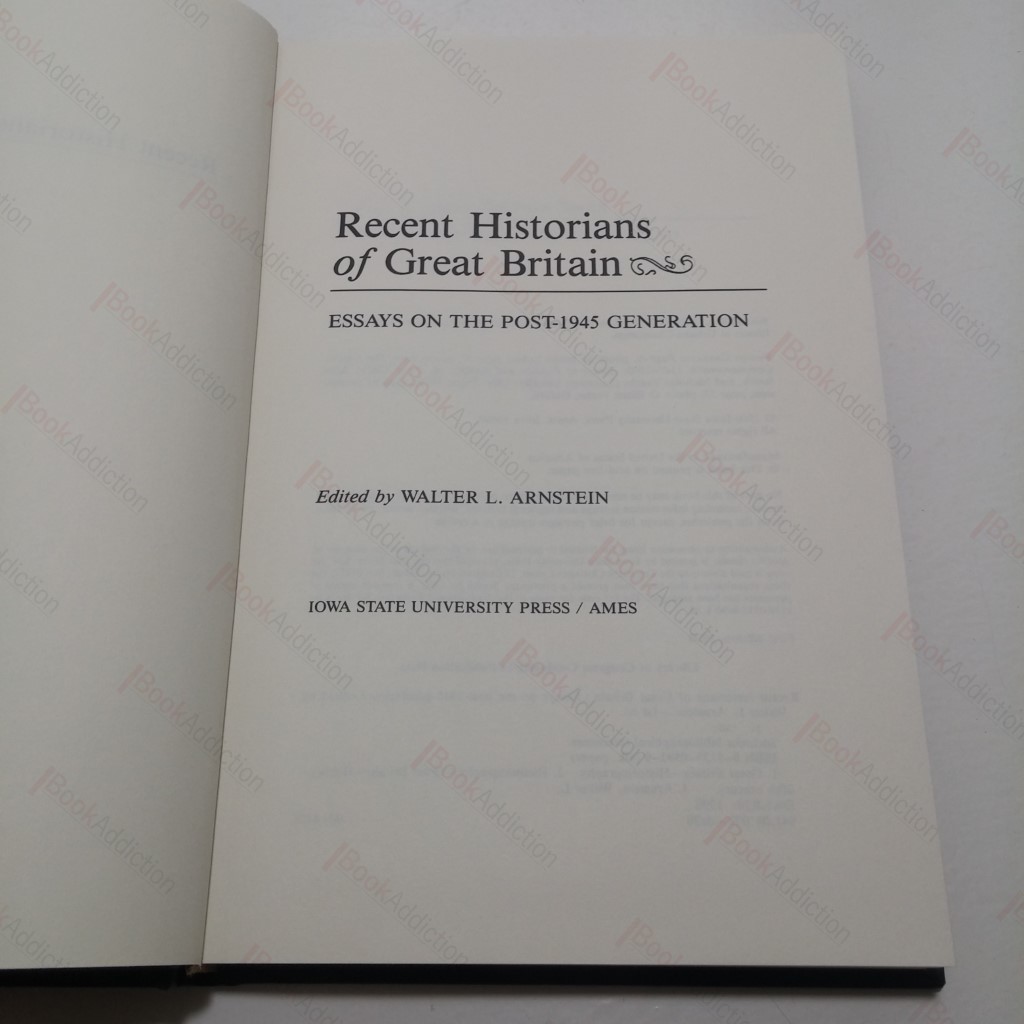 Recent Historians
of Great Britain
ESSAYS ON THE POST-1945 GENERATION
Edited by WALTER L. ARNSTEIN
IOWA STATE UNIVERSITY PRESS / AMES
BookAddiction